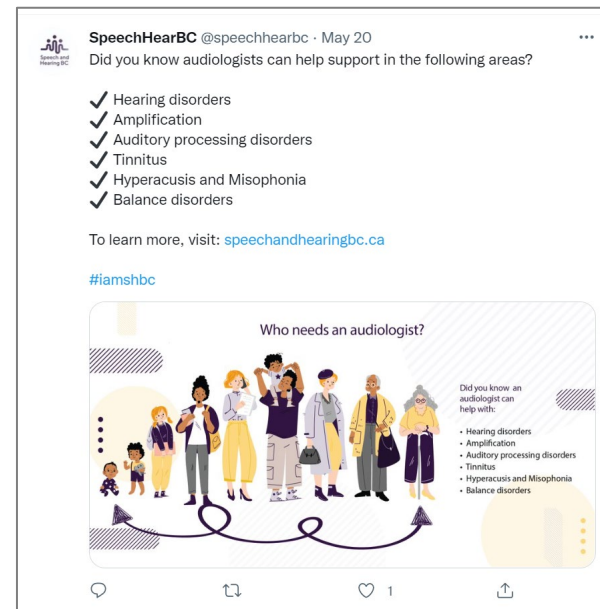 SpeechHearBC @speechhearbc · May 20
Speech and
Hearing BC
Did you know audiologists can help support in the following areas?
✓ Hearing disorders
✓ Amplification
✓ Auditory processing disorders
✓ Tinnitus
✓ Hyperacusis and Misophonia
✓ Balance disorders
To learn more, visit: speechandhearingbc.ca
#iamshbc
Who needs an audiologist?
Did you know an
audiologist can
help with:
• Hearing disorders
• Amplification
• Auditory processing disorders
• Tinnitus
• Hyperacusis and Misophonia
• Balance disorders
1